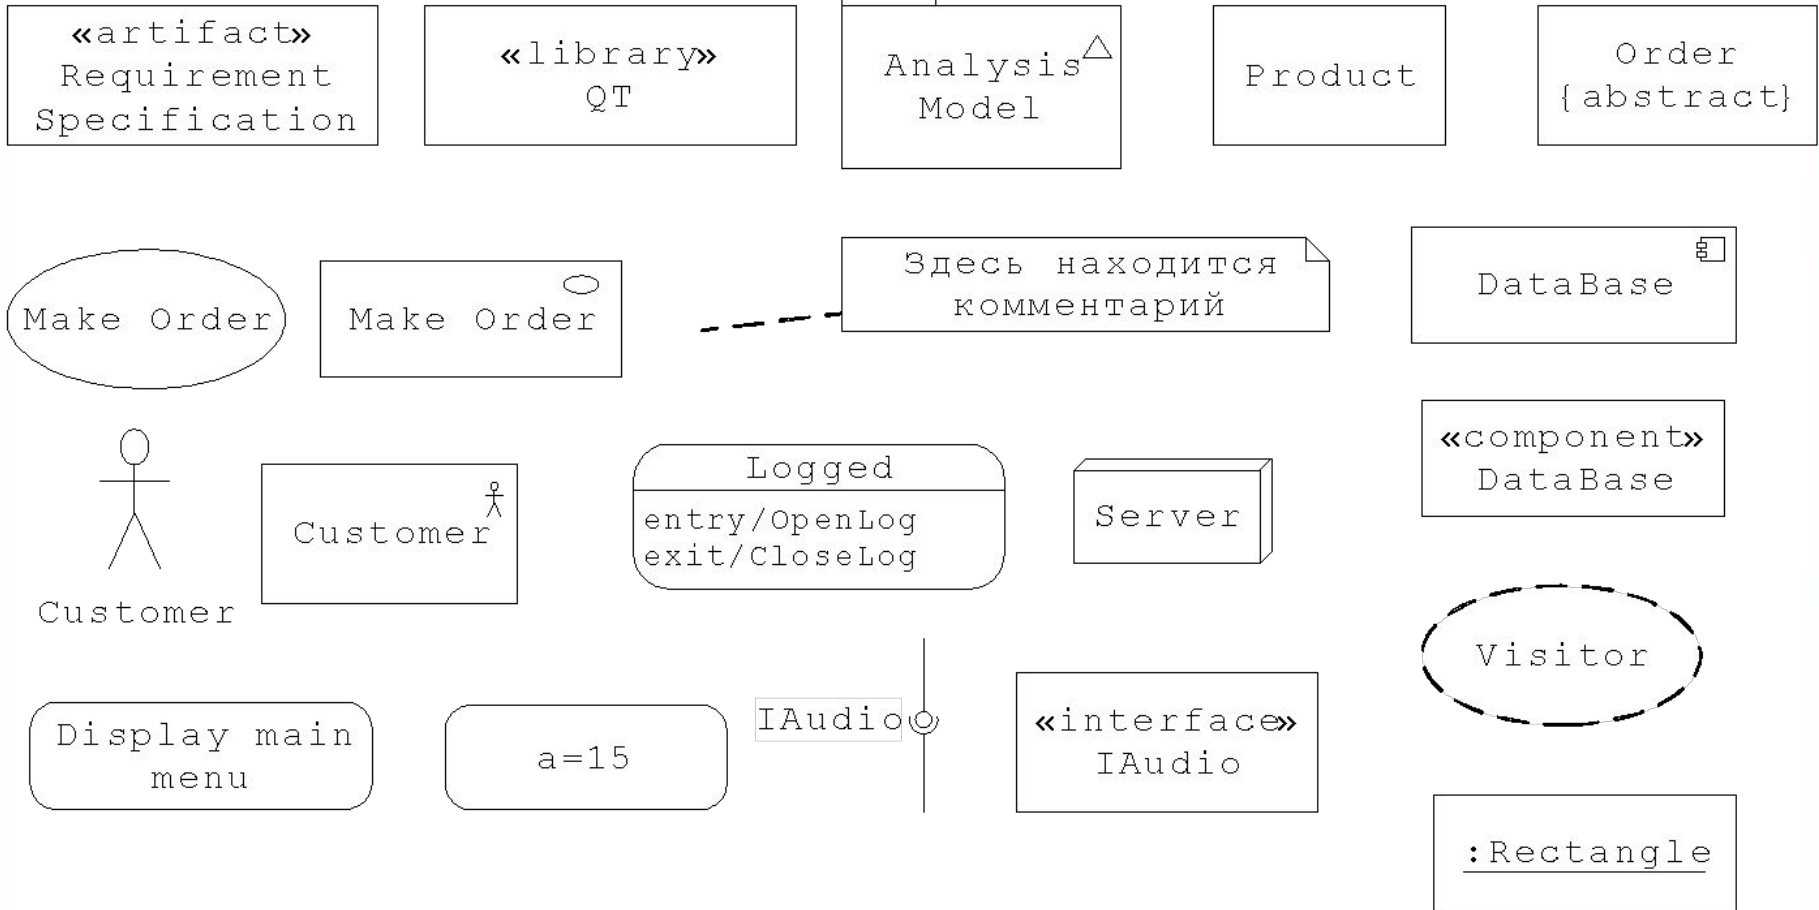 «artifact»
Requirement
Specification
«library»
QT
Analysis
Model
Product
Order
{abstract}
Make Order
Make Order
Здесь находится
комментарий
DataBase
«component»
DataBase
Customer
Customer
Logged
entry/OpenLog
exit/CloseLog
Server
Visitor
Display main
menu
a=15
IAudio
«interface»
IAudio
:Rectangle